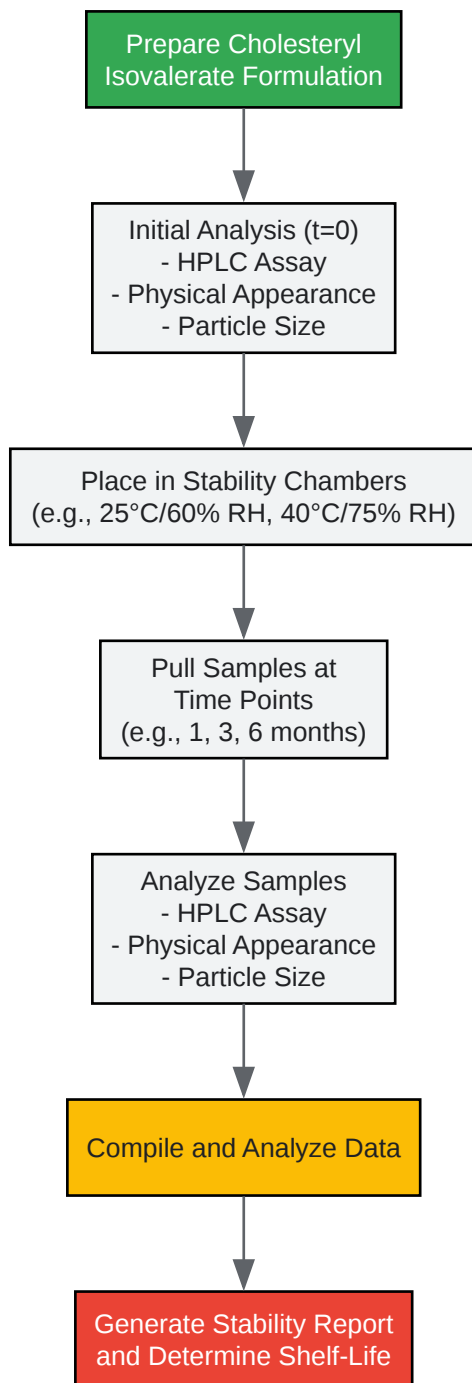 Prepare Cholesteryl
Isovalerate Formulation
Initial Analysis (t=0)
- HPLC Assay
- Physical Appearance
- Particle Size
Place in Stability Chambers
(e.g., 25°C/60% RH, 40°C/75% RH)
Pull Samples at
Time Points
(e.g., 1, 3, 6 months)
Analyze Samples
- HPLC Assay
- Physical Appearance
- Particle Size
Compile and Analyze Data
Generate Stability Report
and Determine Shelf-Life